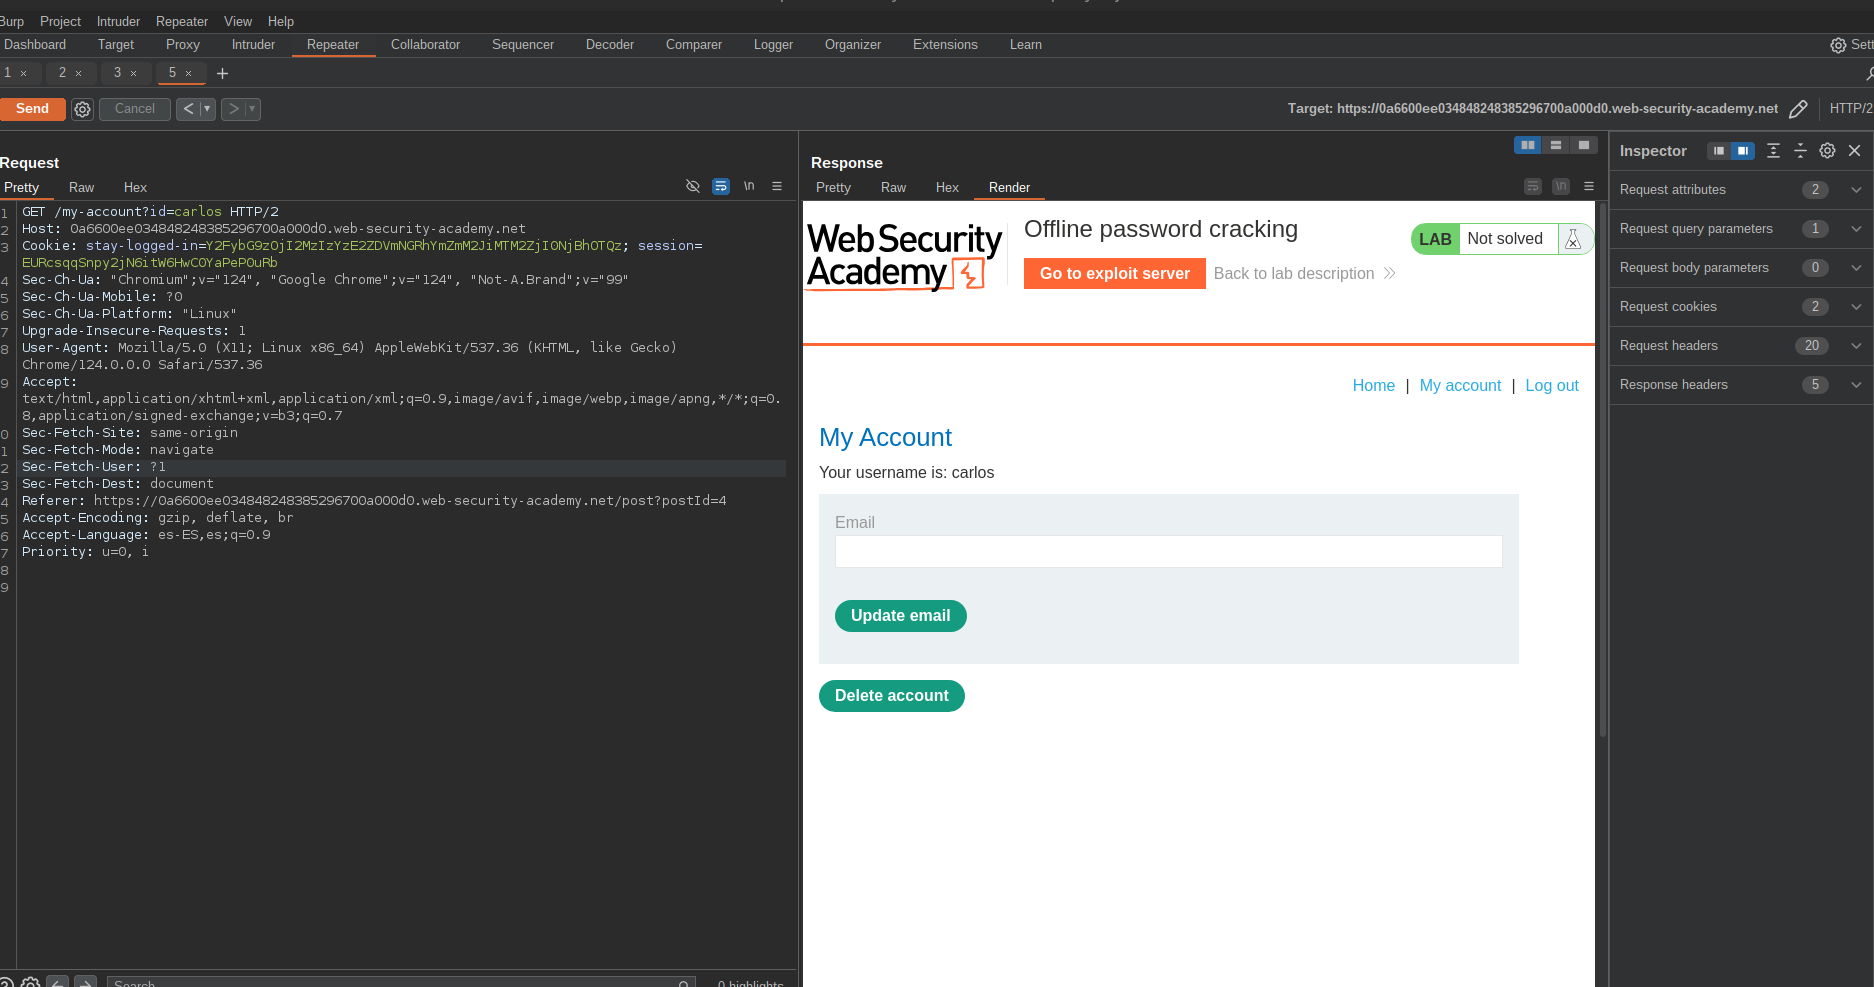 Burp Project Intruder Repeater View Help
Dashboard Target Proxy Intruder Repeater Collaborator Sequencer Decoder Comparer Logger Organizer Extensions Learn Sett
1 × 2 × 3 × 5 × +
Send Cancel < ▾ > ▾ Target: https://0a6600ee034848248385296700a000d0.web-security-academy.net HTTP/2
Request
Pretty Raw Hex \n
1 GET /my-account?id=carlos HTTP/2
2 Host: 0a6600ee034848248385296700a000d0.web-security-academy.net
3 Cookie: stay-logged-in=Y2FybG9zOjI2MzIzYzE2ZDVmNGRhYmZmM2JiMTM2ZjI0NjBhOTQz; session=
EURcsqqSnpy2jN6itW6HwC0YaPeP0uRb
4 Sec-Ch-Ua: "Chromium";v="124", "Google Chrome";v="124", "Not-A.Brand";v="99"
5 Sec-Ch-Ua-Mobile: ?0
6 Sec-Ch-Ua-Platform: "Linux"
7 Upgrade-Insecure-Requests: 1
8 User-Agent: Mozilla/5.0 (X11; Linux x86_64) AppleWebKit/537.36 (KHTML, like Gecko)
Chrome/124.0.0.0 Safari/537.36
9 Accept:
text/html,application/xhtml+xml,application/xml;q=0.9,image/avif,image/webp,image/apng,*/*;q=0.
8,application/signed-exchange;v=b3;q=0.7
0 Sec-Fetch-Site: same-origin
1 Sec-Fetch-Mode: navigate
2 Sec-Fetch-User: ?1
3 Sec-Fetch-Dest: document
4 Referer: https://0a6600ee034848248385296700a000d0.web-security-academy.net/post?postId=4
5 Accept-Encoding: gzip, deflate, br
6 Accept-Language: es-ES,es;q=0.9
7 Priority: u=0, i
8
9
Search 0 highlights
Response
Pretty Raw Hex Render \n
Web Security
Academy
Offline password cracking
Go to exploit server Back to lab description
LAB Not solved
Home | My account | Log out
My Account
Your username is: carlos
Email
Update email
Delete account
Inspector
Request attributes 2
Request query parameters 1
Request body parameters 0
Request cookies 2
Request headers 20
Response headers 5